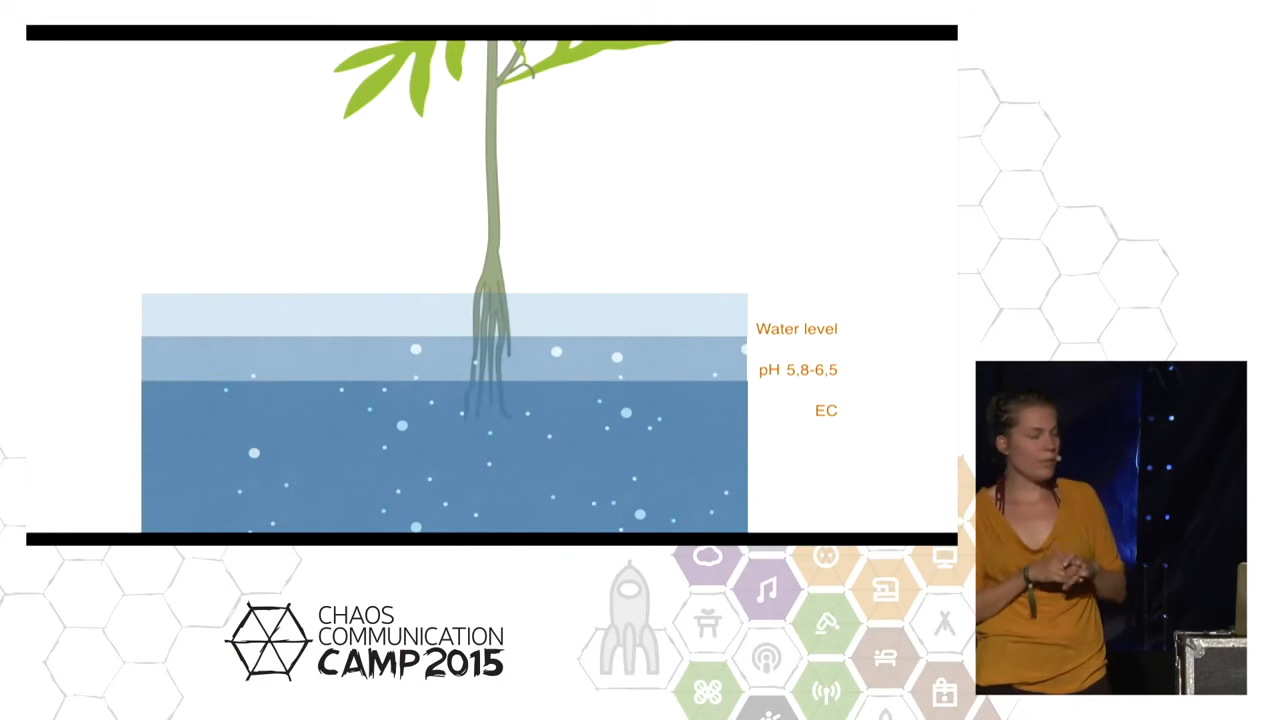 Water level
pH 5,8-6,5
EC
CHAOS
COMMUNICATION
CAMP 2015